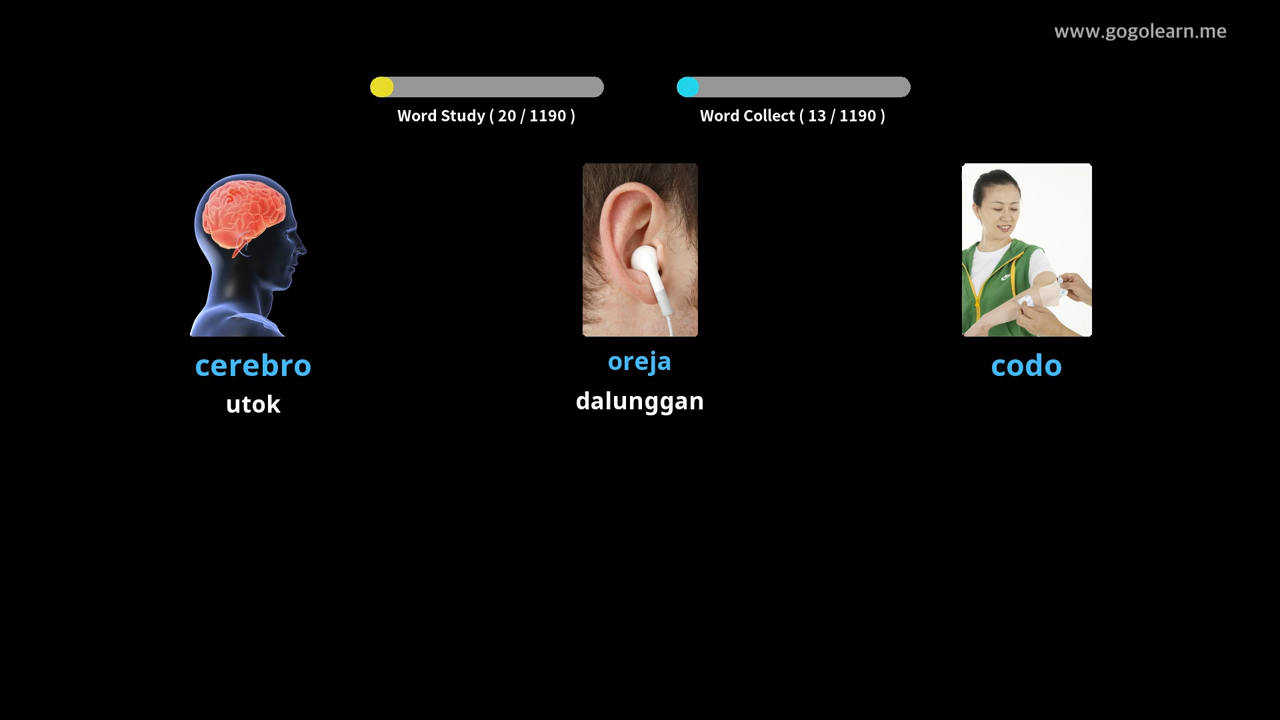 www.gogolearn.me
Word Study ( 20 / 1190 )
Word Collect ( 13 / 1190 )
cerebro
utok
oreja
dalunggan
codo